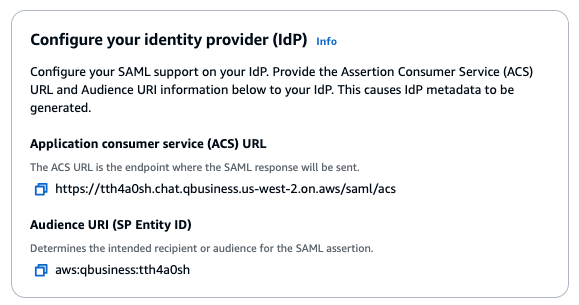 Configure your identity provider (IdP) Info
Configure your SAML support on your IdP. Provide the Assertion Consumer Service (ACS)
URL and Audience URI information below to your IdP. This causes IdP metadata to be
generated.
Application consumer service (ACS) URL
The ACS URL is the endpoint where the SAML response will be sent.
https://tth4a0sh.chat.qbusiness.us-west-2.on.aws/saml/acs
Audience URI (SP Entity ID)
Determines the intended recipient or audience for the SAML assertion.
aws:qbusiness:tth4a0sh